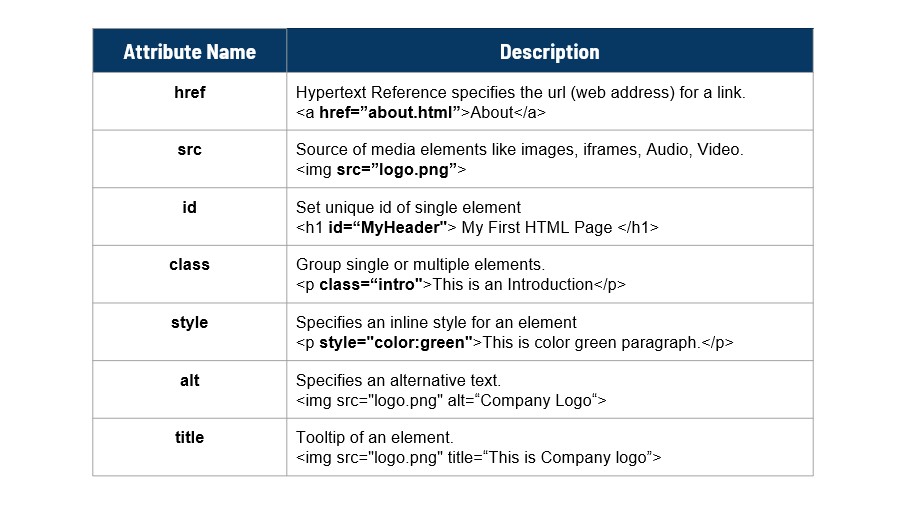 Attribute Name
Description
href
Hypertext Reference specifies the url (web address) for a link.
<a href=”about.html”>About</a>
src
Source of media elements like images, iframes, Audio, Video.
<img src=”logo.png”>
id
Set unique id of single element
<h1 id=“MyHeader"> My First HTML Page </h1>
class
Group single or multiple elements.
<p class=“intro">This is an Introduction</p>
style
Specifies an inline style for an element
<p style="color:green">This is color green paragraph.</p>
alt
Specifies an alternative text.
<img src="logo.png" alt=“Company Logo“>
title
Tooltip of an element.
<img src="logo.png" title=“This is Company logo”>